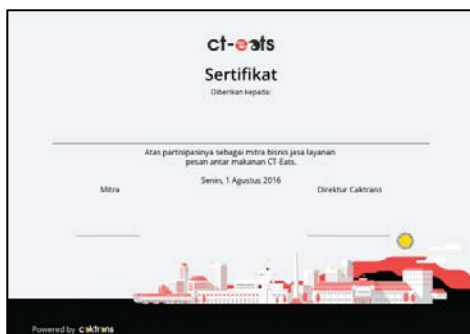 ct-eats
Sertifikat
Diberikan kepada:
Atas partisipasinya sebagai mitra bisnis jasa layanan
pesan antar makanan CT-Eats.
Senin, 1 Agustus 2016
Mitra
Direktur Caktrans
Powered by caktrans